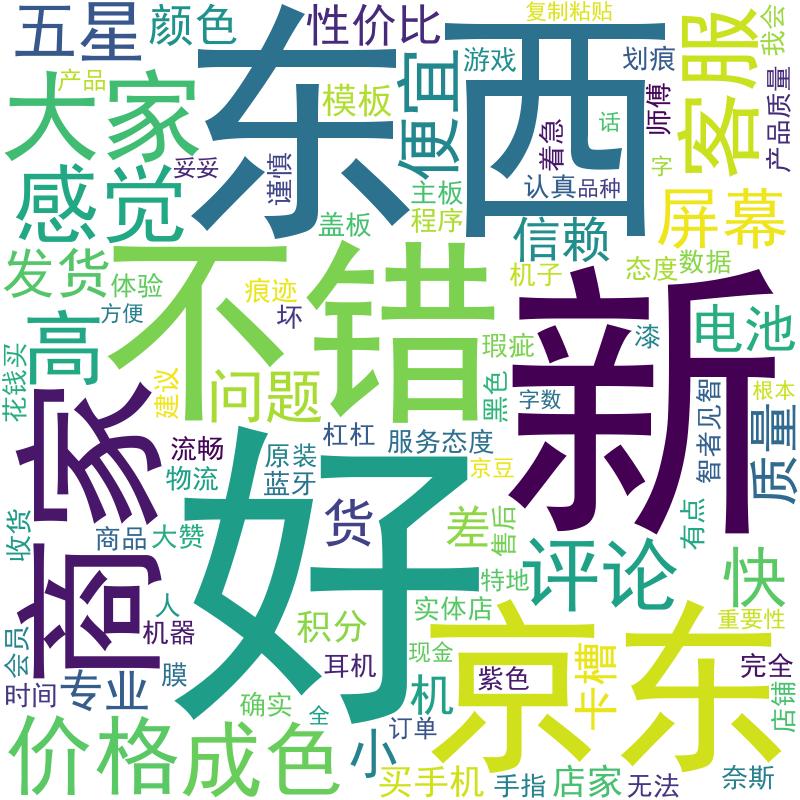 五星
颜色
性价比
复制粘贴
我会
东西
游戏
划痕
客服
产品
大家
模板
便宜
师傅
产品质量
着急
话
妥妥
谨慎
字
感觉
主板
认真
品种
盖板
程序
信赖
屏幕
发货
体验
不错
痕迹
机子
态度
数据
方便
坏
新
高
瑕疵
漆
电池
花钱买
建议
问题
黑色
字数
智者见智
根本
商家
流畅
杠杠
服务态度
质量
物流
原装
蓝牙
京豆
好
货
差
售后
有点
收货
商品
大赞
评论
快
特地
人
积分
实体店
京东
重要性
会员
机器
耳机
现金
紫色
卡槽
完全
时间
专业
膜
机
确实
全
订单
店铺
价格
成色
小
买手机
手指
店家
无法
奈斯